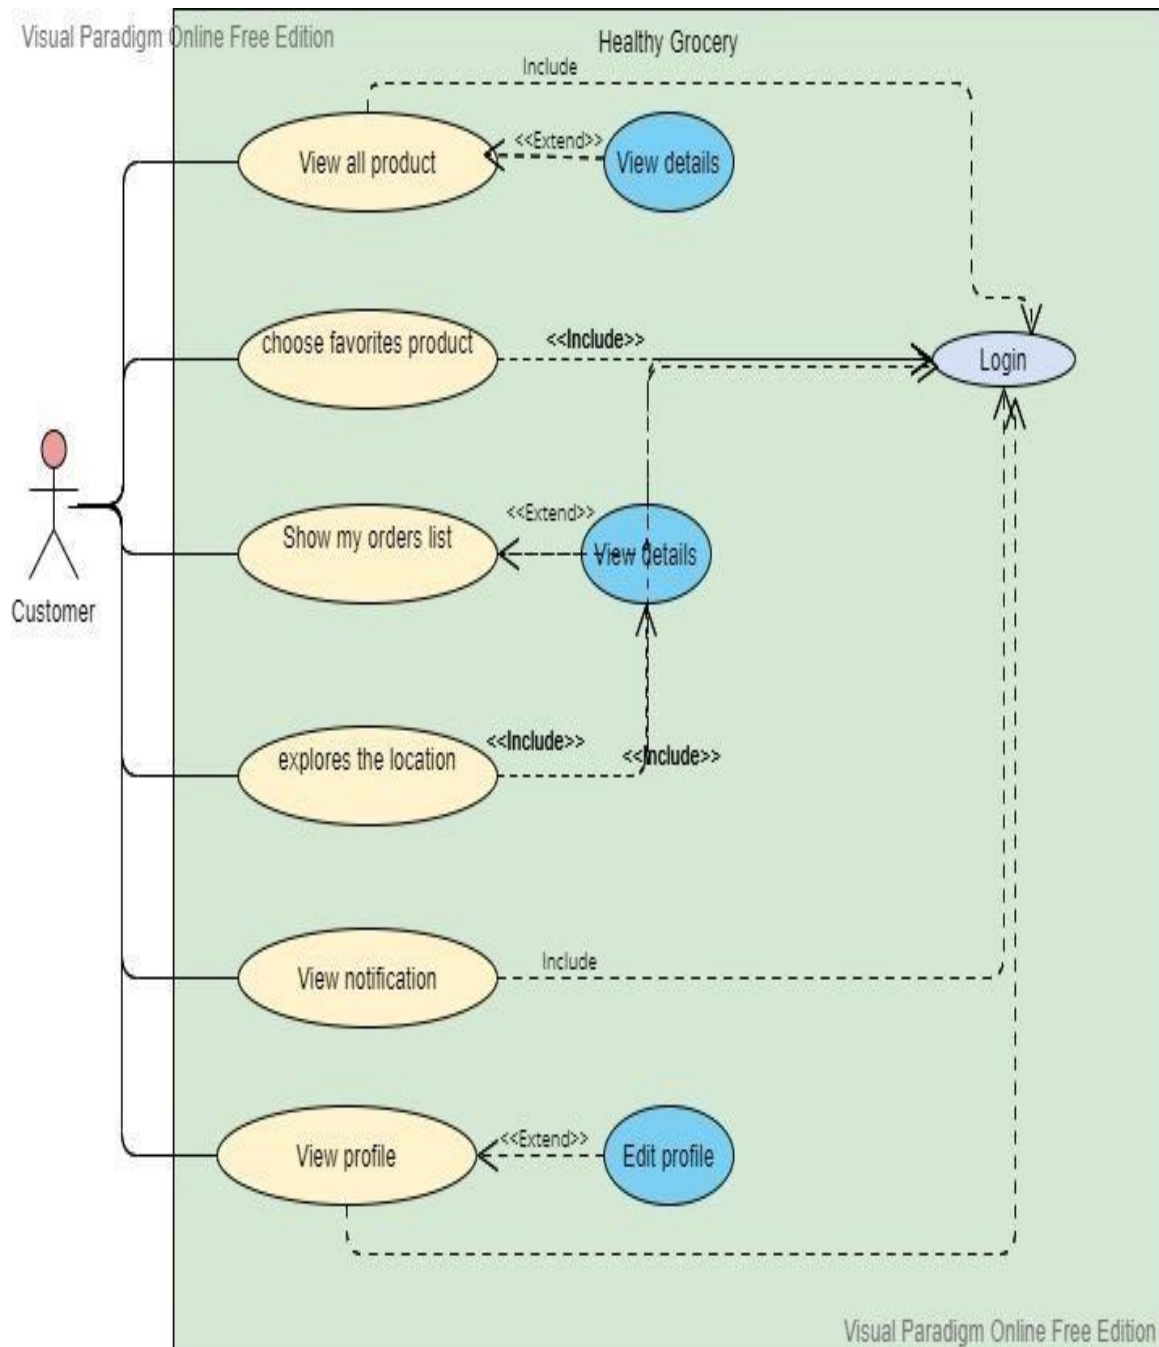 Visual Paradigm Online Free Edition
Healthy Grocery
Include
View all product
<<Extend>>
View details
choose favorites product
<<Include>>
Login
Show my orders list
<<Extend>>
View details
Customer
explores the location
<<Include>>
<<Include>>
View notification
Include
View profile
<<Extend>>
Edit profile
Visual Paradigm Online Free Edition